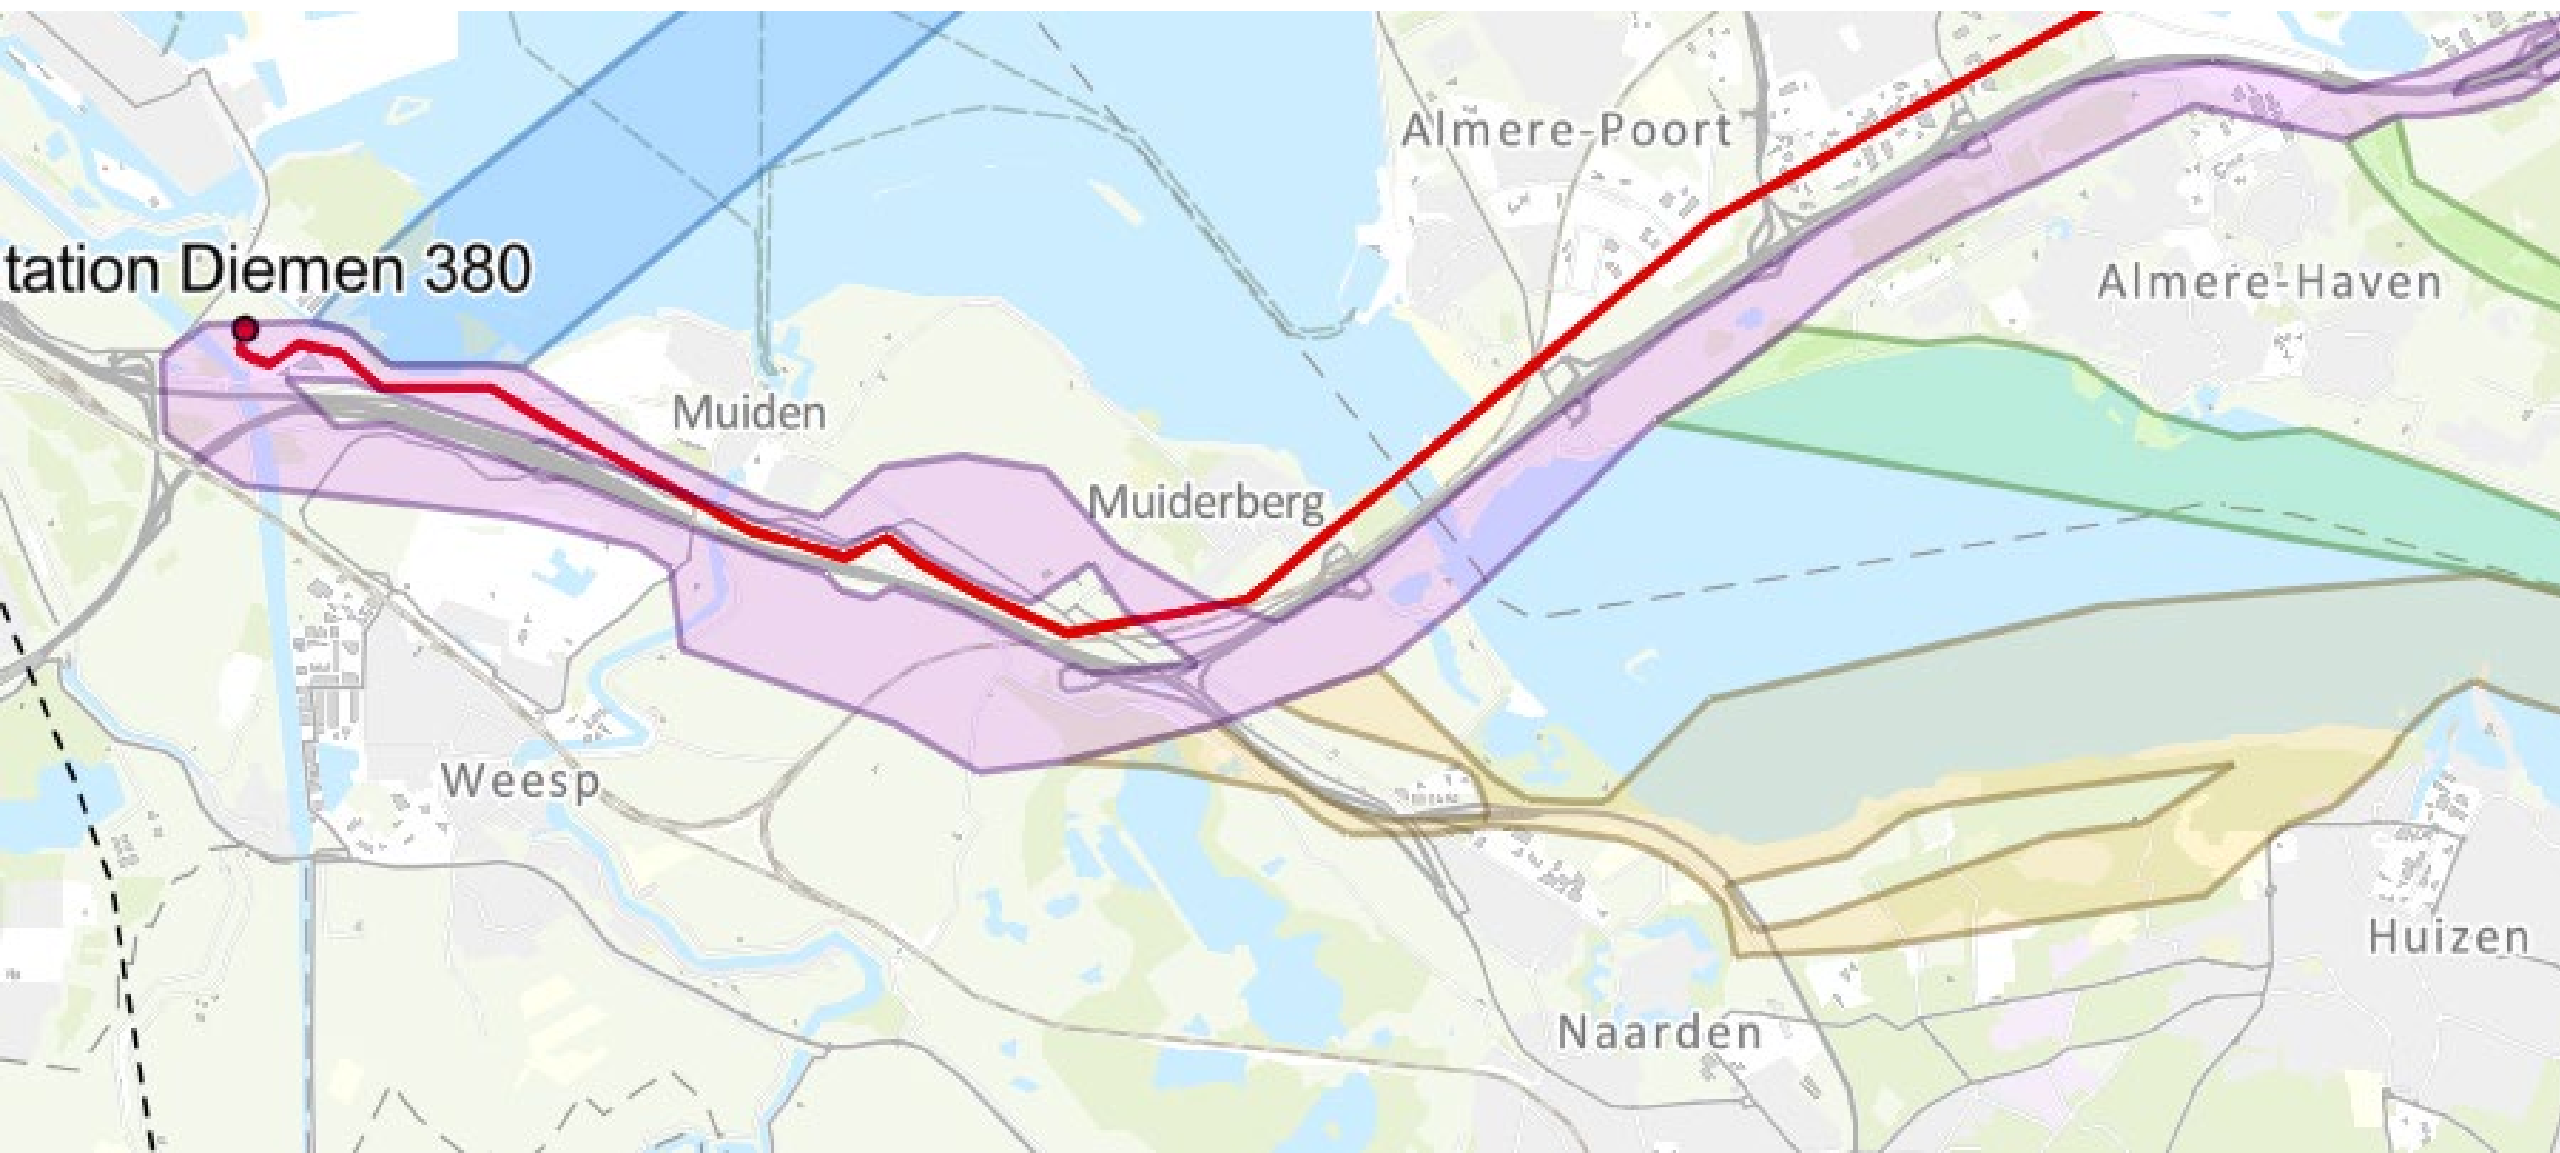 Almere-Poort
tation Diemen 380
Almere-Haven
Muiden
Muiderberg
Weesp
Huizen
Naarden